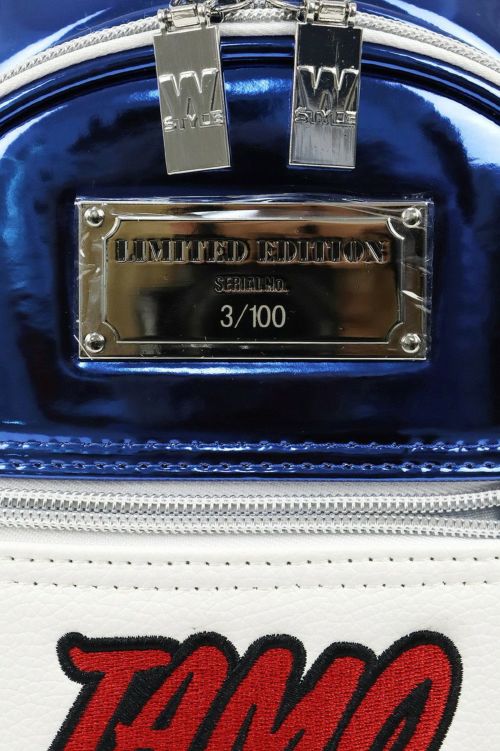 W W
STYLE STYLE
LIMITED EDITION
SERIAL No.
3/100
TAMO